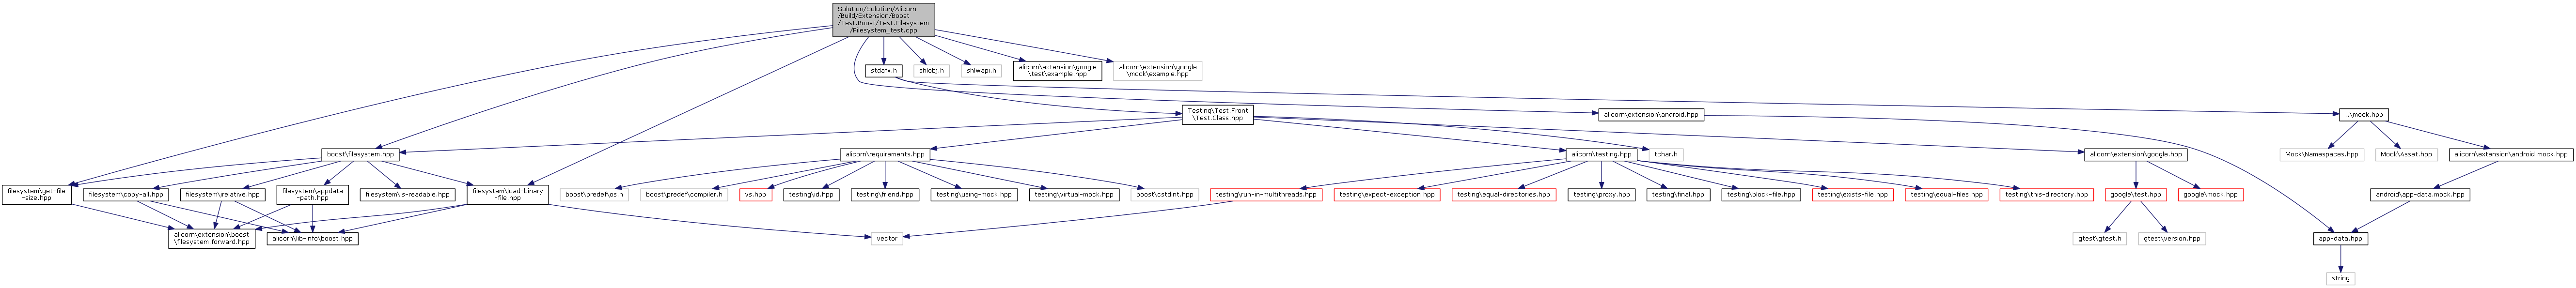 Solution/Solution/Alicorn
/Build/Extension/Boost
/Test.Boost/Test.Filesystem
/Filesystem_test.cpp
stdafx.h
shlobj.h
shlwapi.h
alicorn\extension\google
\test\example.hpp
alicorn\extension\google
\mock\example.hpp
Testing\Test.Front
\Test.Class.hpp
alicorn\extension\android.hpp
..\mock.hpp
boost\filesystem.hpp
alicorn\requirements.hpp
alicorn\testing.hpp
tchar.h
alicorn\extension\google.hpp
Mock\Namespaces.hpp
Mock\Asset.hpp
alicorn\extension\android.mock.hpp
filesystem\get-file
-size.hpp
filesystem\copy-all.hpp
filesystem\relative.hpp
filesystem\appdata
-path.hpp
filesystem\is-readable.hpp
filesystem\load-binary
-file.hpp
boost\predef\os.h
boost\predef\compiler.h
vs.hpp
testing\id.hpp
testing\friend.hpp
testing\using-mock.hpp
testing\virtual-mock.hpp
boost\cstdint.hpp
testing\run-in-multithreads.hpp
testing\expect-exception.hpp
testing\equal-directories.hpp
testing\proxy.hpp
testing\final.hpp
testing\block-file.hpp
testing\exists-file.hpp
testing\equal-files.hpp
testing\this-directory.hpp
google\test.hpp
google\mock.hpp
android\app-data.mock.hpp
alicorn\extension\boost
\filesystem.forward.hpp
alicorn\lib-info\boost.hpp
vector
gtest\gtest.h
gtest\version.hpp
app-data.hpp
string